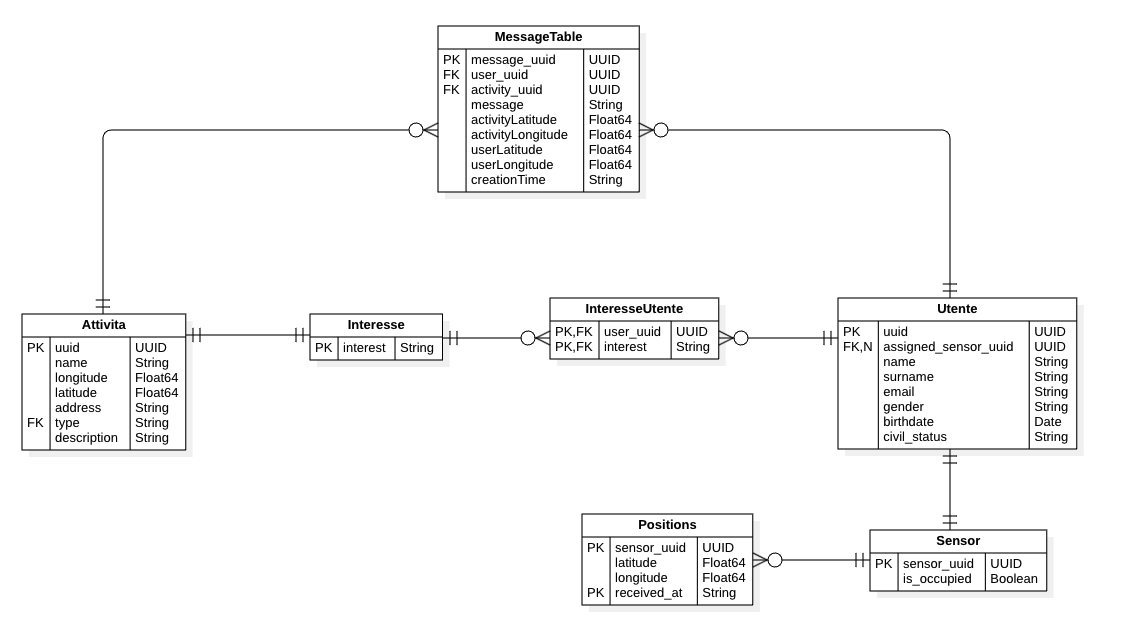 MessageTable
PK message_uuid UUID
FK user_uuid UUID
FK activity_uuid UUID
message String
activityLatitude Float64
activityLongitude Float64
userLatitude Float64
userLongitude Float64
creationTime String
Attivita
PK uuid UUID
name String
longitude Float64
latitude Float64
address String
FK type String
description String
Interesse
PK interest String
InteresseUtente
PK,FK user_uuid UUID
PK,FK interest String
Utente
PK uuid UUID
FK,N assigned_sensor_uuid UUID
name String
surname String
email String
gender String
birthdate Date
civil_status String
Positions
PK sensor_uuid UUID
latitude Float64
longitude Float64
PK received_at String
Sensor
PK sensor_uuid UUID
is_occupied Boolean